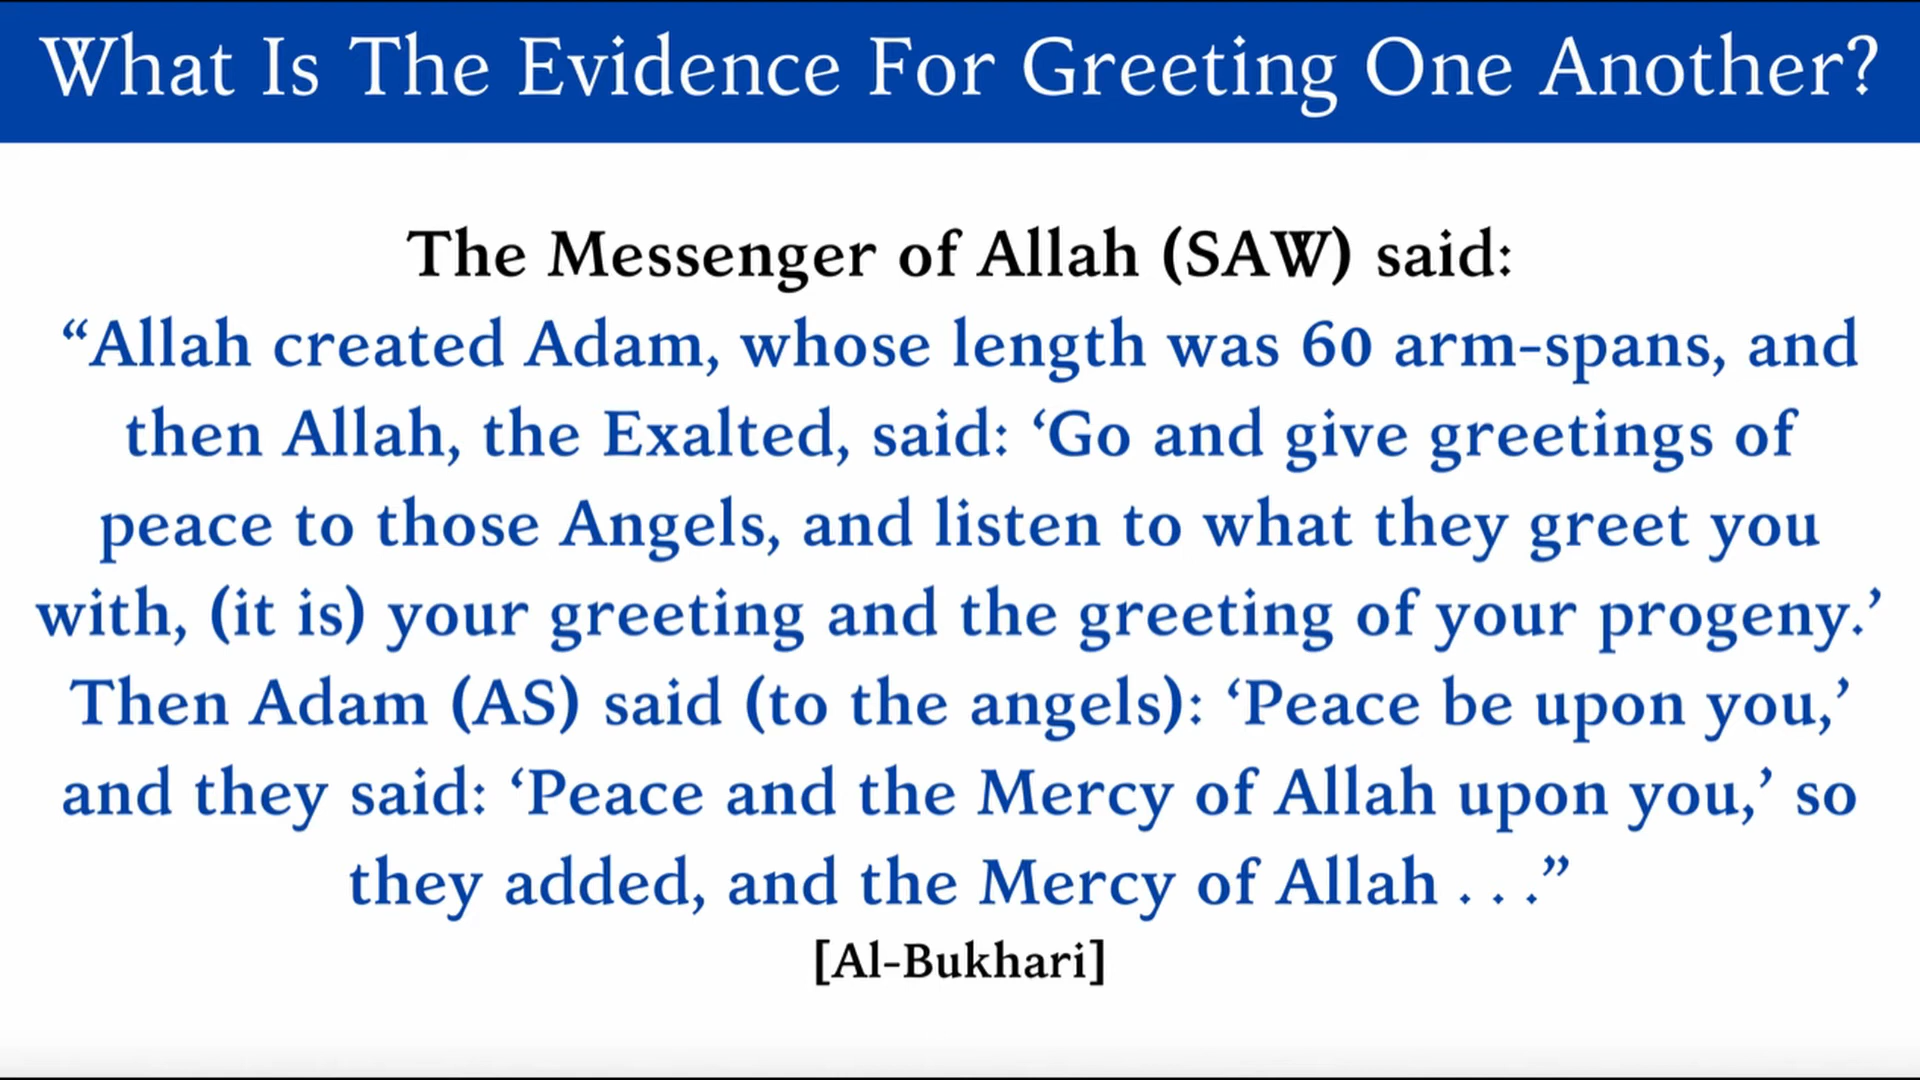 What Is The Evidence For Greeting One Another?
The Messenger of Allah (SAW) said:
“Allah created Adam, whose length was 60 arm-spans, and
then Allah, the Exalted, said: ‘Go and give greetings of
peace to those Angels, and listen to what they greet you
with, (it is) your greeting and the greeting of your progeny.’
Then Adam (AS) said (to the angels): ‘Peace be upon you,’
and they said: ‘Peace and the Mercy of Allah upon you,’ so
they added, and the Mercy of Allah . . .”
[Al-Bukhari]